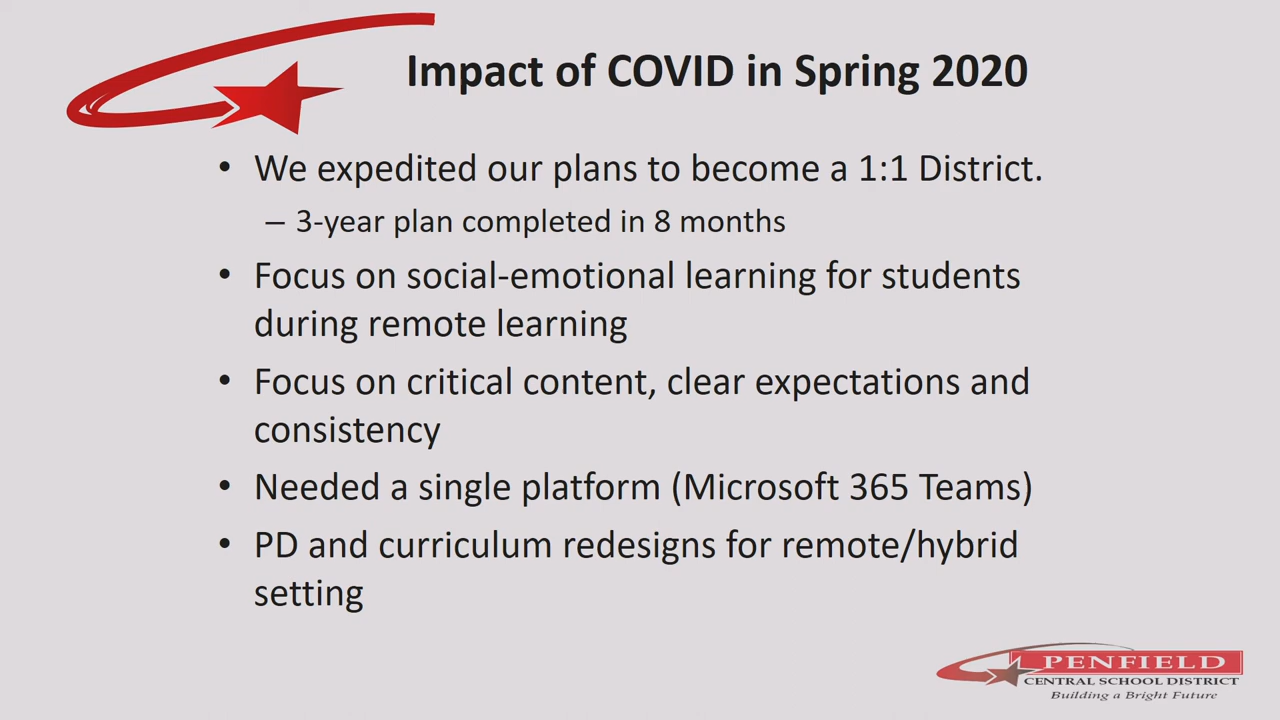 Impact of COVID in Spring 2020
• We expedited our plans to become a 1:1 District.
– 3-year plan completed in 8 months
• Focus on social-emotional learning for students
during remote learning
• Focus on critical content, clear expectations and
consistency
• Needed a single platform (Microsoft 365 Teams)
• PD and curriculum redesigns for remote/hybrid
setting
PENFIELD
CENTRAL SCHOOL DISTRICT
Building a Bright Future